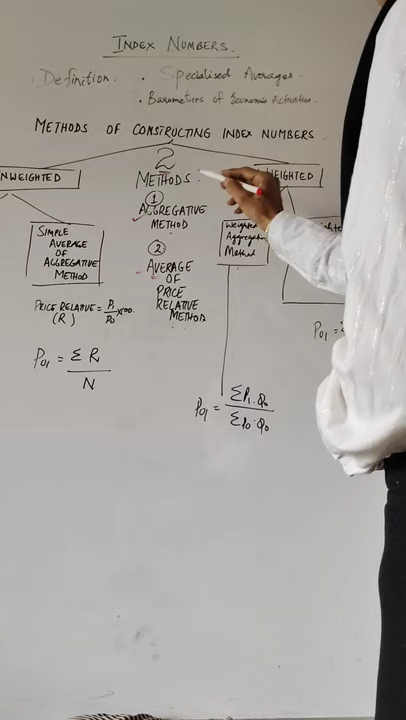 INDEX NUMBERS.
Definition: • Specialised Averages.
• Barometers of Economic Activities.
METHODS OF CONSTRUCTING INDEX NUMBERS
2
METHODS.
① AGGREGATIVE METHOD
② AVERAGE OF PRICE RELATIVE METHOD
NWEIGHTED
SIMPLE
AVERAGE
OF
AGGREGATIVE
METHOD
PRICE RELATIVE = P₁/P₀ × 100.
(R)
P₀₁ = Σ R / N
WEIGHTED
Weighted
Aggregative
Method
P₀₁ = ΣP₁·Q₀ / ΣP₀·Q₀
P₀₁ =